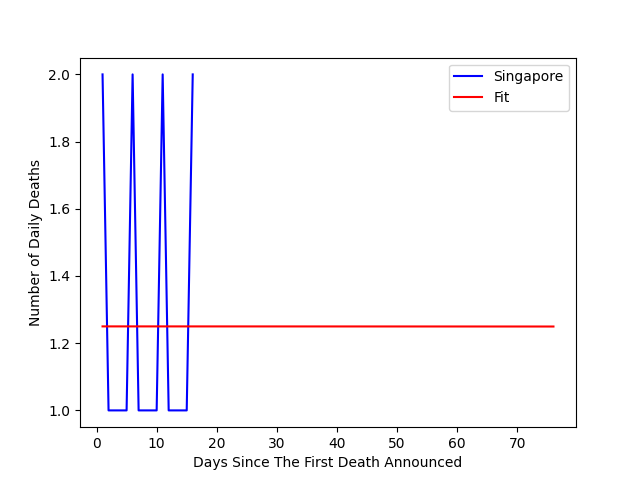 Singapore
Fit
Number of Daily Deaths
2.0
1.8
1.6
1.4
1.2
1.0
0 10 20 30 40 50 60 70
Days Since The First Death Announced